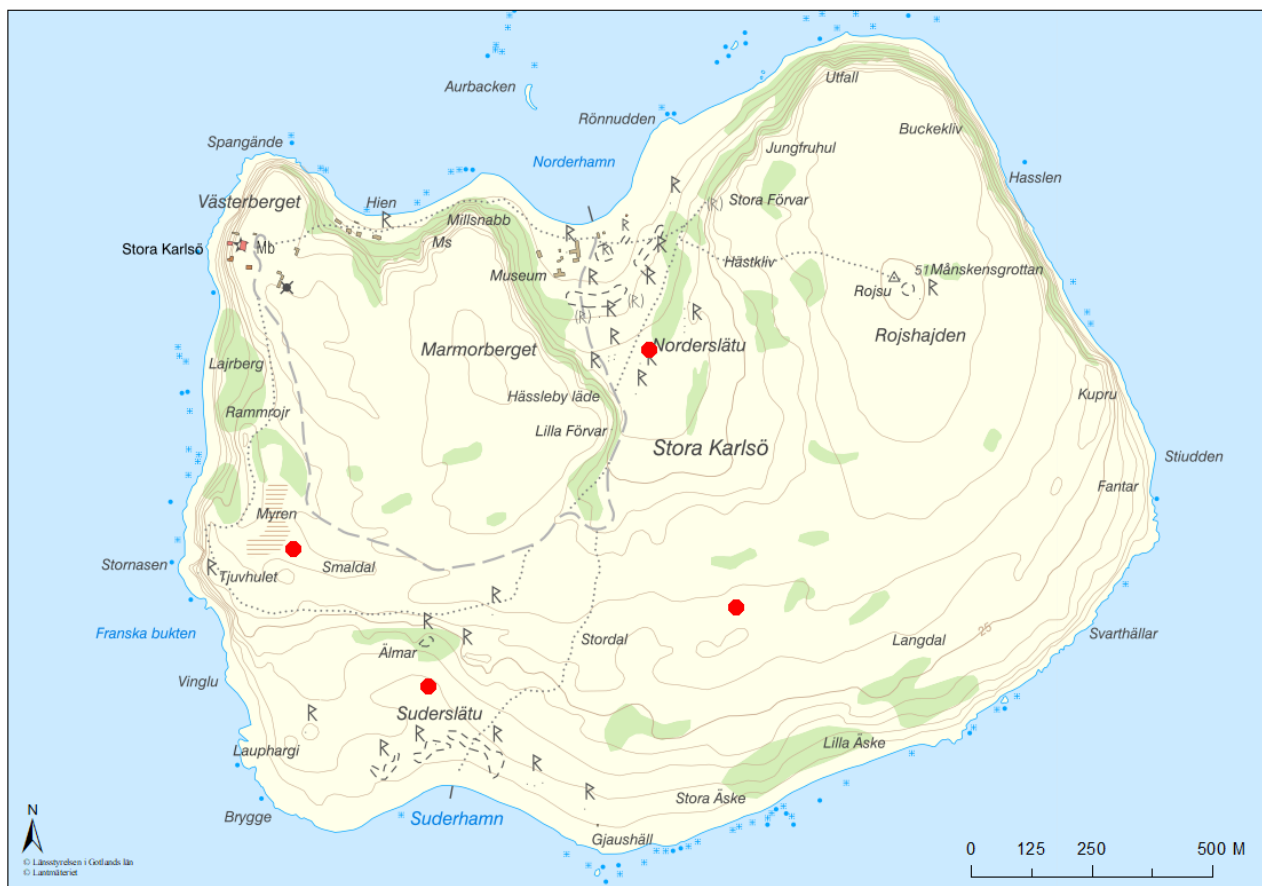 Utfall
Aurbacken
Rönnudden
Buckekliv
Spangände
Jungfruhul
Norderhamn
Hasslen
Västerberget
Hien
Stora Förvar
(R)
Millsnabb
Stora Karlsö
Mb
Ms
Museum
Hästkliv
51
Månskensgrottan
Rojsu
(R)
(R)
Rojshajden
Marmorberget
Norderslätu
Lajrberg
Hässleby läde
Kupru
Rammrojr
Lilla Förvar
Stora Karlsö
Stiudden
Fantar
Myren
Stornasen
Smaldal
Tjuvhulet
Franska bukten
25
Svarthällar
Stordal
Langdal
Älmar
Vinglu
Suderslätu
Lauphargi
Lilla Äske
Stora Äske
N
Brygge
Suderhamn
Gjaushäll
0 125 250 500 M
© Länsstyrelsen i Gotlands län
© Lantmäteriet